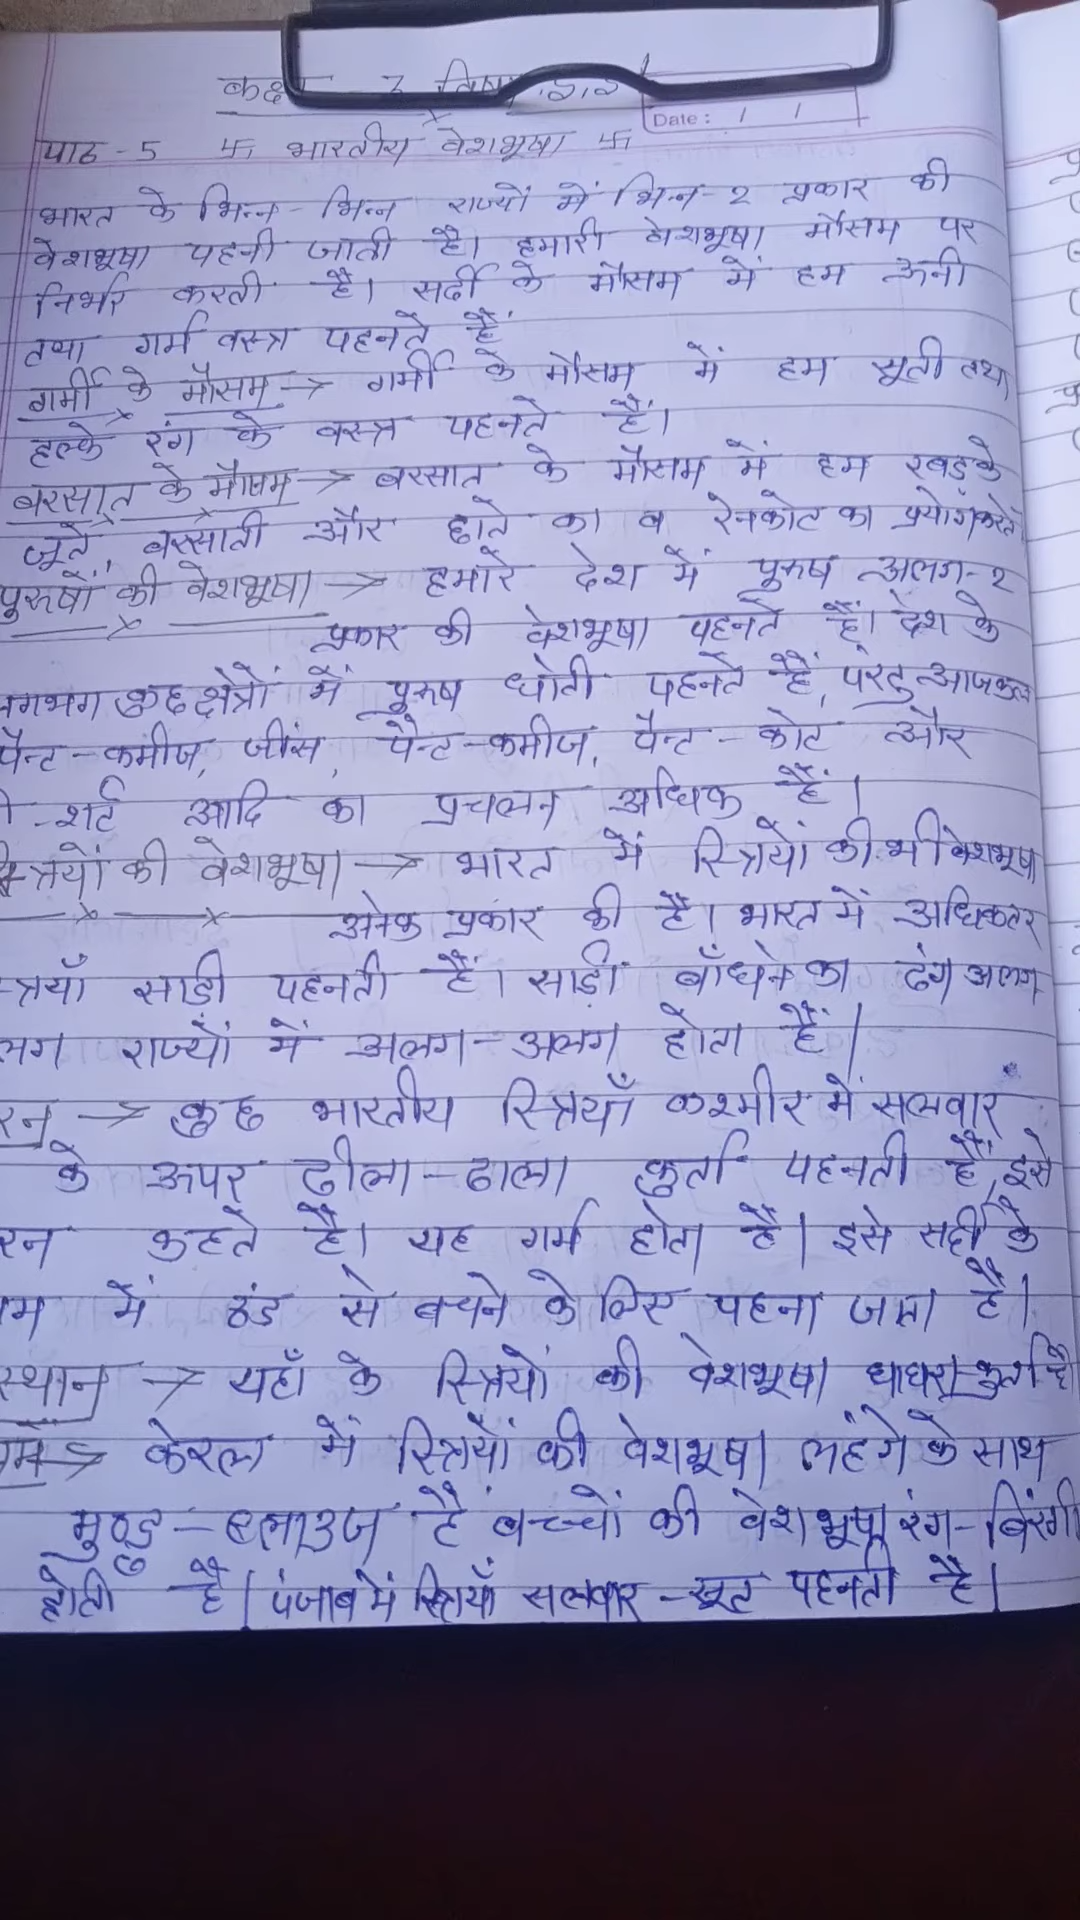 पाठ - 5 卐 भारतीय वेशभूषा 卐
Date : / /
भारत के भिन्न - भिन्न राज्यों में भिन्न-2 प्रकार की
वेशभूषा पहनी जाती है। हमारी वेशभूषा मौसम पर
निर्भर करती है। सर्दी के मौसम में हम ऊनी
तथा गर्म वस्त्र पहनते हैं
गर्मी के मौसम → गर्मी के मौसम में हम सूती तथा
हल्के रंग के वस्त्र पहनते हैं।
बरसात के मौसम → बरसात के मौसम में हम रबड़ के
जूते, बरसाती और छाते का व रेनकोट का प्रयोग करते
पुरुषों की वेशभूषा → हमारे देश में पुरुष अलग-2
प्रकार की वेशभूषा पहनते हैं। देश के
लगभग कुछ क्षेत्रों में पुरुष धोती पहनते हैं, परंतु आजकल
पैन्ट-कमीज, जींस, पैन्ट-कमीज, पैन्ट-कोट और
-शर्ट आदि का प्रचलन अधिक हैं।
स्त्रियों की वेशभूषा → भारत में स्त्रियों की भी वेशभूषा
अनेक प्रकार की है। भारत में अधिकतर
स्त्रियाँ साड़ी पहनती हैं। साड़ी बाँधने का ढंग अलग
लग राज्यों में अलग-अलग होता हैं।
रन → कुछ भारतीय स्त्रियाँ कश्मीर में सलवार
के ऊपर ढीला-ढाला कुर्ता पहनती हैं, इसे
रन कहते हैं। यह गर्म होता है। इसे सर्दी के
म में ठंड से बचने के लिए पहना जाता है।
स्थान → यहाँ के स्त्रियों की वेशभूषा घाघरा-कुर्ता है
→ केरल में स्त्रियों की वेशभूषा लहँगे के साथ
मुण्डु-ब्लाउज है बच्चों की वेशभूषा रंग-बिरंगी
होती है। पंजाब में स्त्रियाँ सलवार-सूट पहनती है।